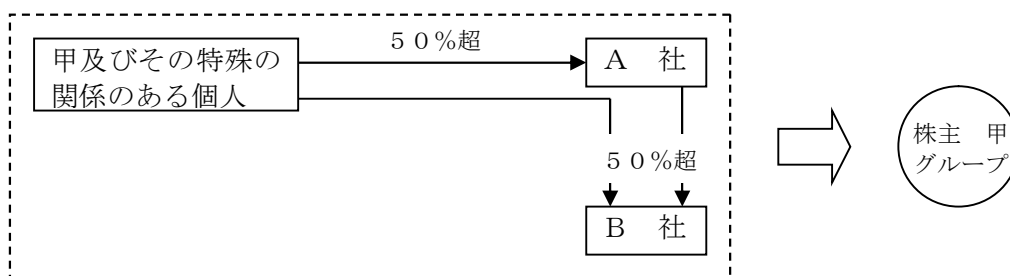 ５０％超
甲及びその特殊の
関係のある個人
Ａ　社
５０％超
Ｂ　社
株主　甲
グループ